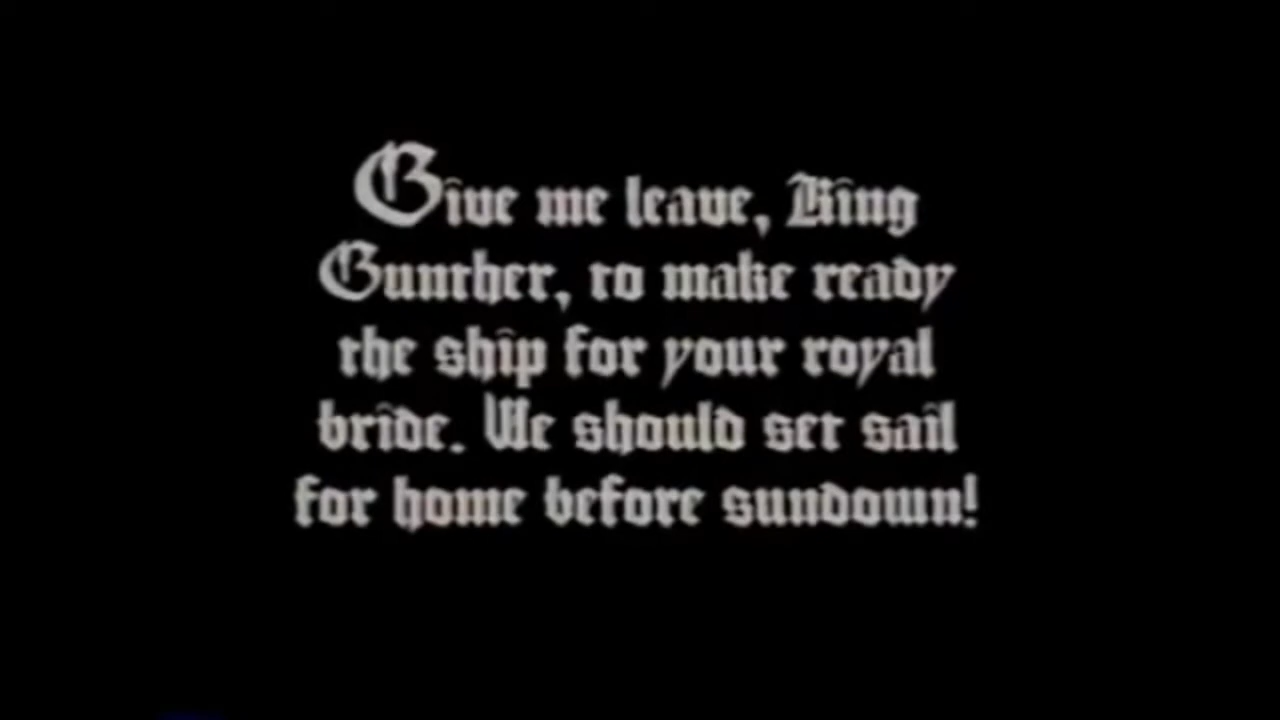 Give me leave, King
Gunther, to make ready
the ship for your royal
bride. We should set sail
for home before sundown!